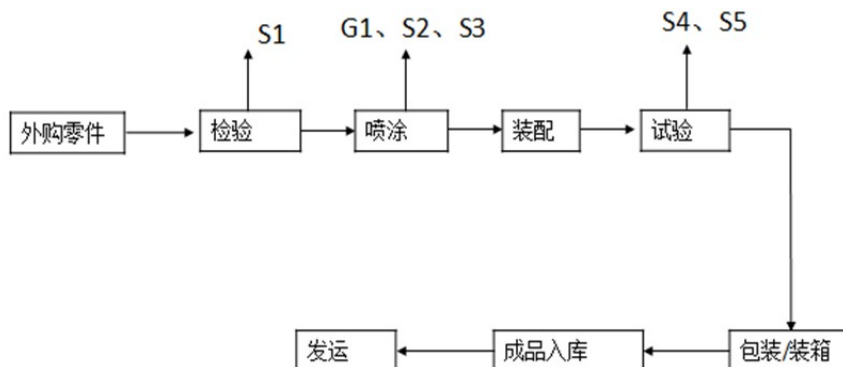 S1
G1、S2、S3
S4、S5
外购零件
检验
喷涂
装配
试验
发运
成品入库
包装/装箱